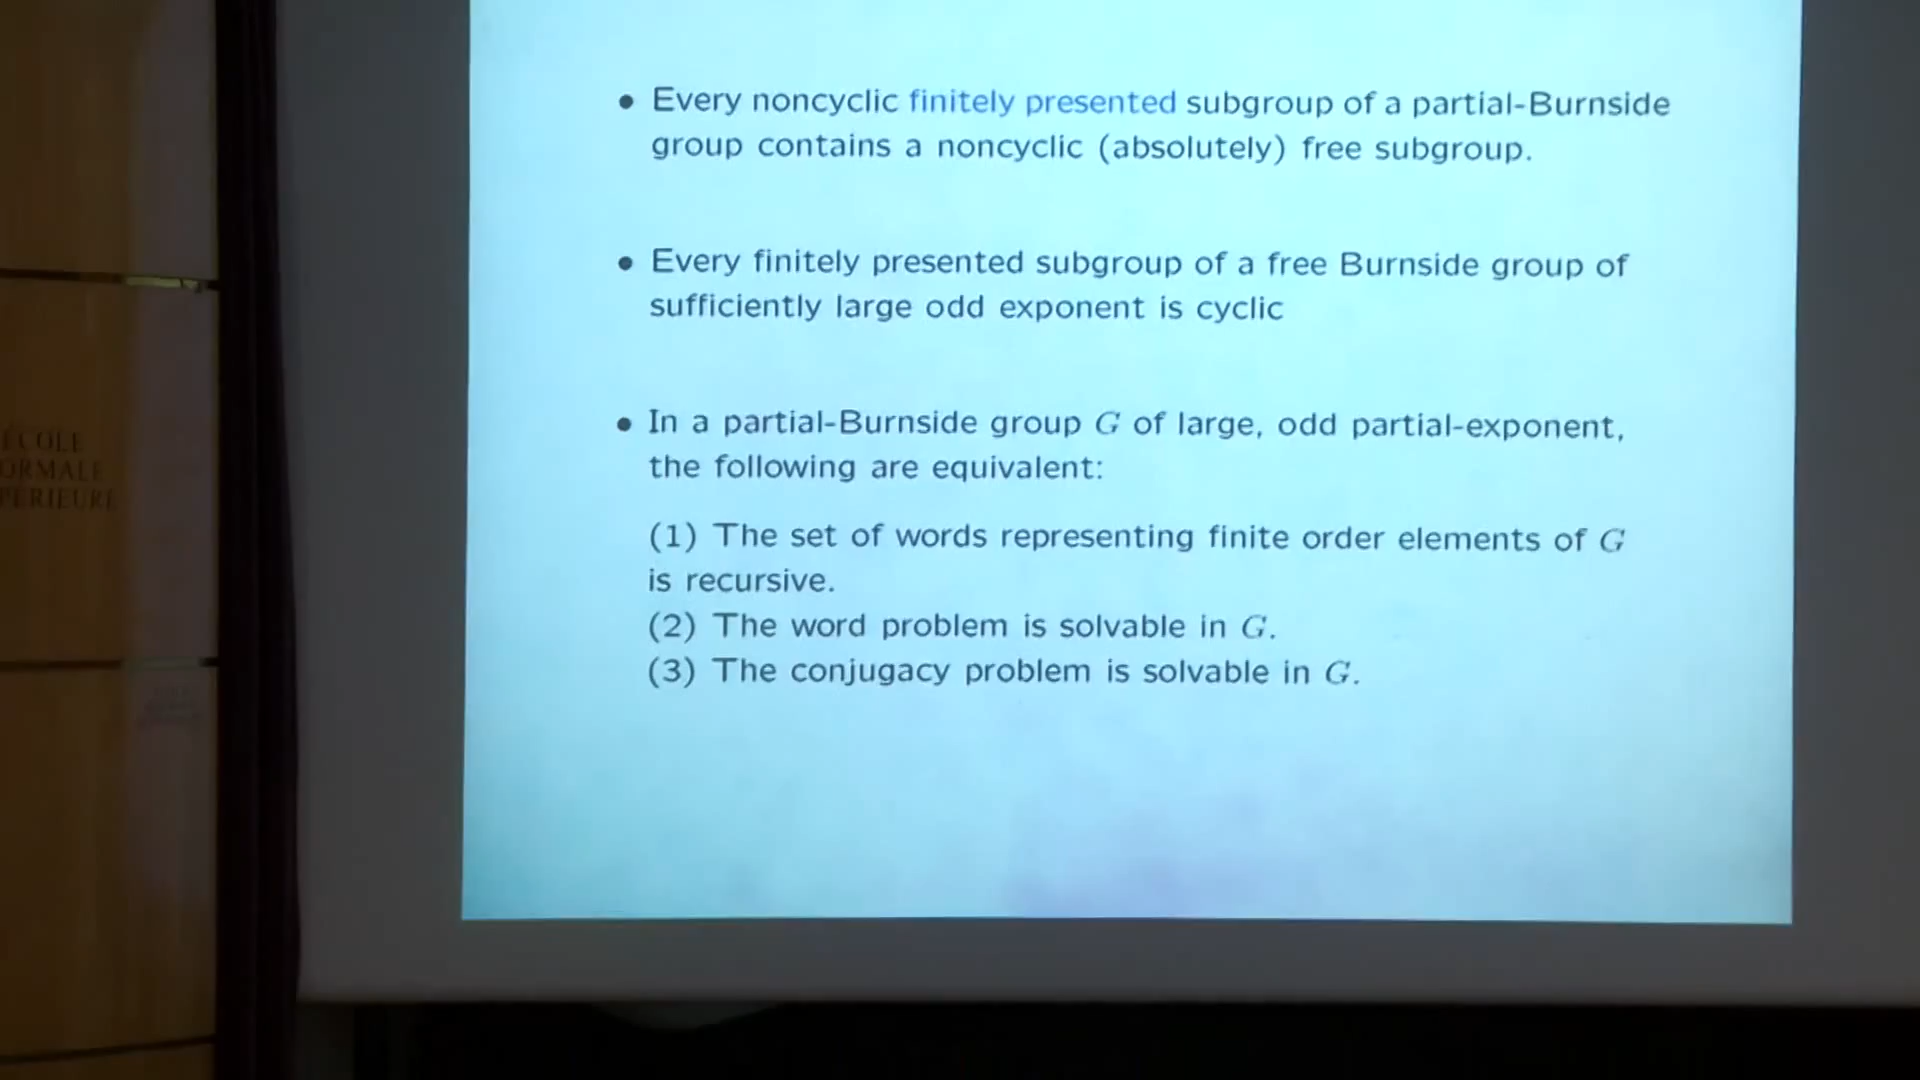 • Every noncyclic finitely presented subgroup of a partial-Burnside
group contains a noncyclic (absolutely) free subgroup.
• Every finitely presented subgroup of a free Burnside group of
sufficiently large odd exponent is cyclic
• In a partial-Burnside group G of large, odd partial-exponent,
the following are equivalent:
(1) The set of words representing finite order elements of G
is recursive.
(2) The word problem is solvable in G.
(3) The conjugacy problem is solvable in G.
ÉCOLE
ORMALE
PÉRIEURE